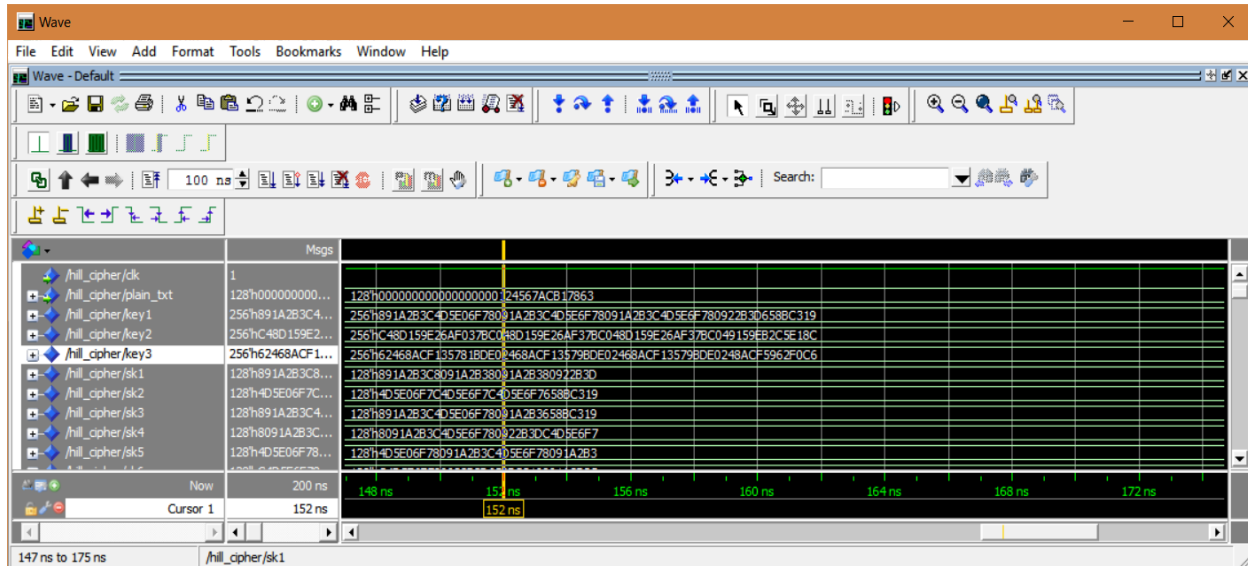 Wave
File Edit View Add Format Tools Bookmarks Window Help
Wave - Default
100 ns
Search:
Msgs
/hill_cipher/clk 1
/hill_cipher/plain_txt 128'h000000000... 128'h00000000000000000124567ACB17863
/hill_cipher/key1 256'h891A2B3C4... 256'h891A2B3C4D5E06F78091A2B3C4D5E6F78091A2B3C4D5E6F780922B3D658BC319
/hill_cipher/key2 256'hC48D159E2... 256'hC48D159E26AF037BC048D159E26AF37BC048D159E26AF37BC049159EB2C5E18C
/hill_cipher/key3 256'h62468ACF1... 256'h62468ACF135781BDE02468ACF13579BDE02468ACF13579BDE0248ACF5962F0C6
/hill_cipher/sk1 128'h891A2B3C8... 128'h891A2B3C8091A2B38091A2B380922B3D
/hill_cipher/sk2 128'h4D5E06F7C... 128'h4D5E06F7C4D5E6F7C4D5E6F7658BC319
/hill_cipher/sk3 128'h891A2B3C4... 128'h891A2B3C4D5E06F78091A2B3658BC319
/hill_cipher/sk4 128'h8091A2B3C... 128'h8091A2B3C4D5E6F780922B3DC4D5E6F7
/hill_cipher/sk5 128'h4D5E06F78... 128'h4D5E06F78091A2B3C4D5E6F78091A2B3
Now 200 ns 148 ns 152 ns 156 ns 160 ns 164 ns 168 ns 172 ns
Cursor 1 152 ns 152 ns
147 ns to 175 ns /hill_cipher/sk1